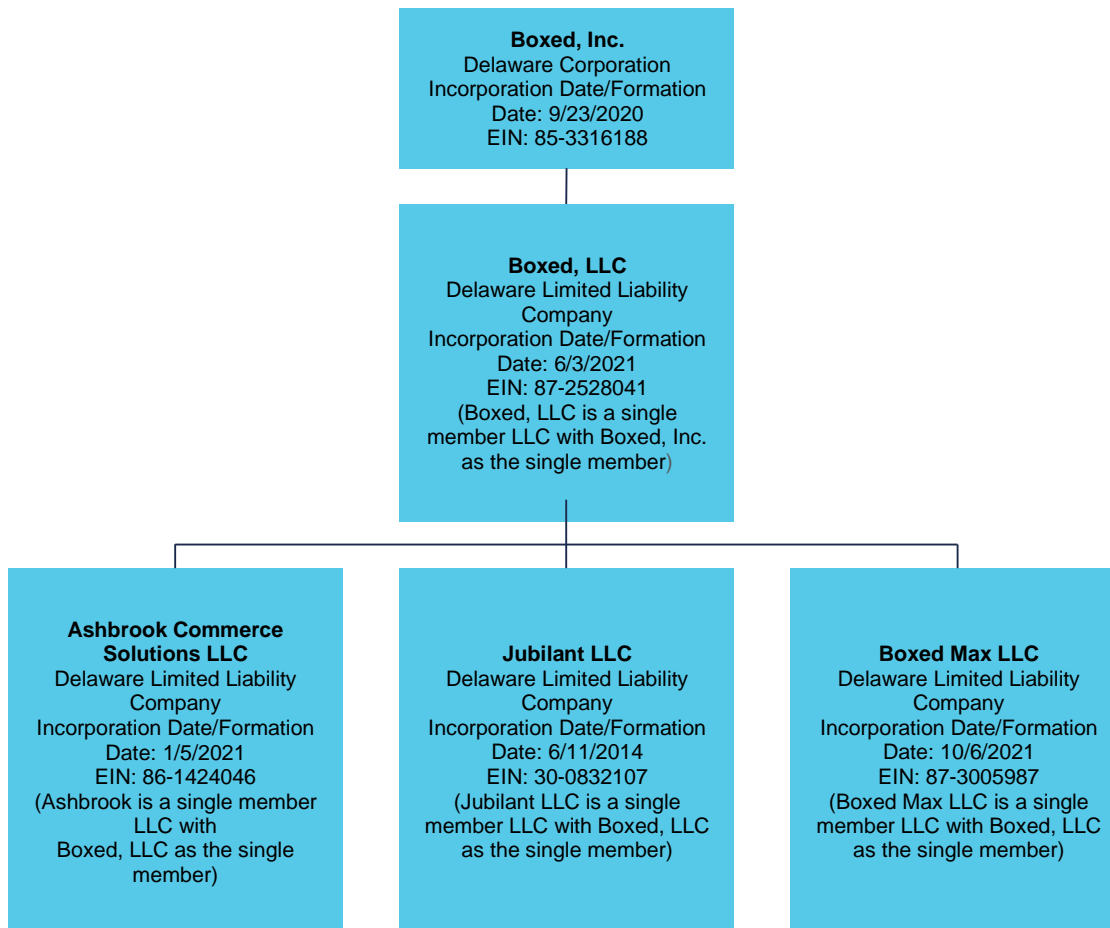 Boxed, Inc.
Delaware Corporation
Incorporation Date/Formation
Date: 9/23/2020
EIN: 85-3316188
Boxed, LLC
Delaware Limited Liability
Company
Incorporation Date/Formation
Date: 6/3/2021
EIN: 87-2528041
(Boxed, LLC is a single
member LLC with Boxed, Inc.
as the single member)
Ashbrook Commerce
Solutions LLC
Delaware Limited Liability
Company
Incorporation Date/Formation
Date: 1/5/2021
EIN: 86-1424046
(Ashbrook is a single member
LLC with
Boxed, LLC as the single
member)
Jubilant LLC
Delaware Limited Liability
Company
Incorporation Date/Formation
Date: 6/11/2014
EIN: 30-0832107
(Jubilant LLC is a single
member LLC with Boxed, LLC
as the single member)
Boxed Max LLC
Delaware Limited Liability
Company
Incorporation Date/Formation
Date: 10/6/2021
EIN: 87-3005987
(Boxed Max LLC is a single
member LLC with Boxed, LLC
as the single member)